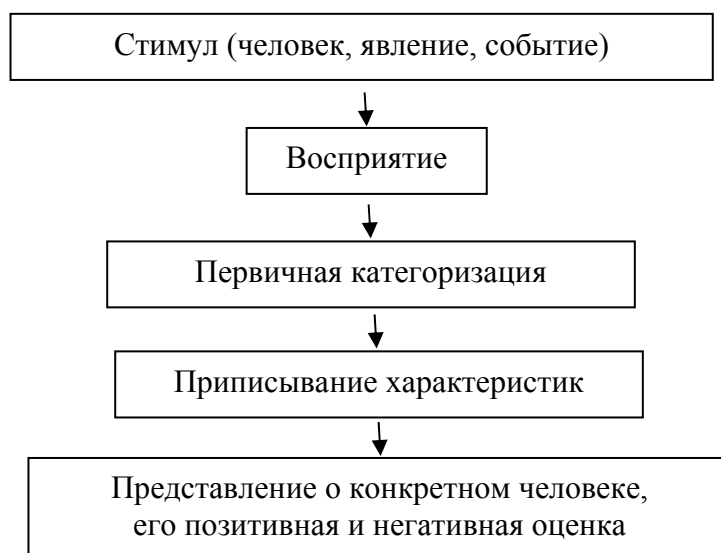 Стимул (человек, явление, событие)
Восприятие
Первичная категоризация
Приписывание характеристик
Представление о конкретном человеке,
его позитивная и негативная оценка